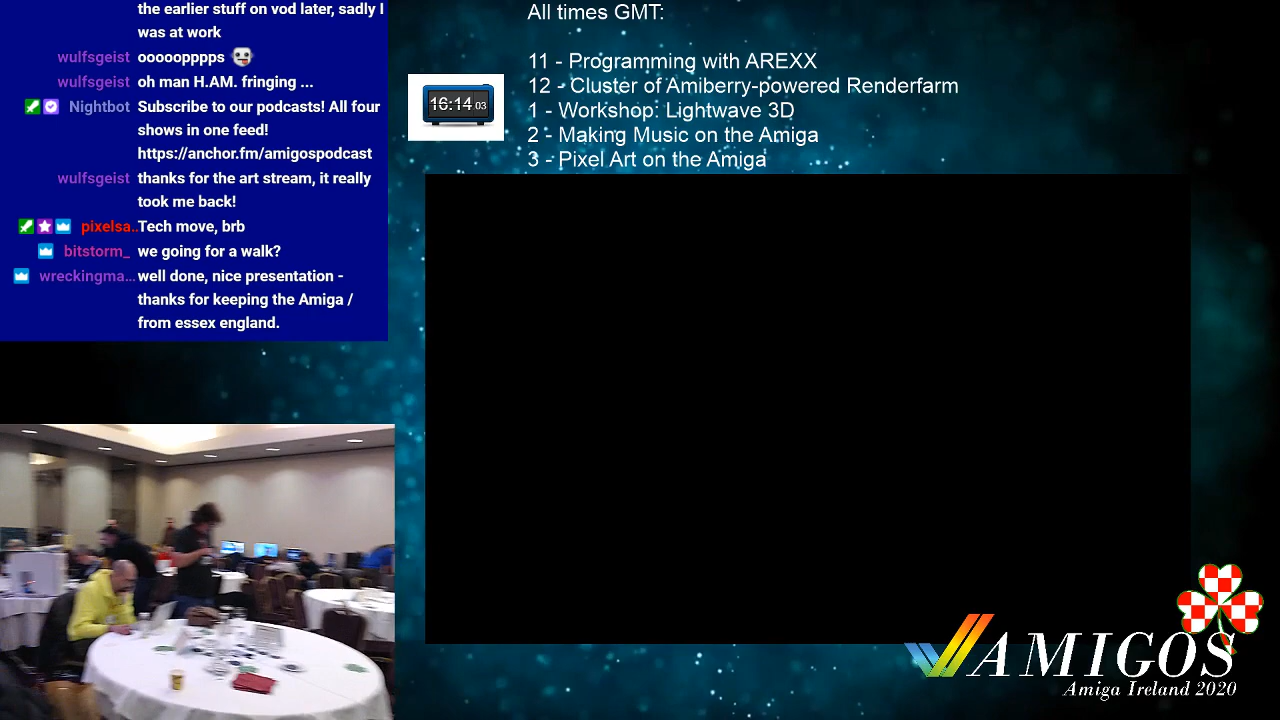 the earlier stuff on vod later, sadly I
was at work
wulfsgeist ooooopppps
wulfsgeist oh man H.AM. fringing ...
Nightbot Subscribe to our podcasts! All four
shows in one feed!
https://anchor.fm/amigospodcast
wulfsgeist thanks for the art stream, it really
took me back!
pixelsa.. Tech move, brb
bitstorm_ we going for a walk?
wreckingma... well done, nice presentation -
thanks for keeping the Amiga /
from essex england.
16:14 03
All times GMT:
11 - Programming with AREXX
12 - Cluster of Amiberry-powered Renderfarm
1 - Workshop: Lightwave 3D
2 - Making Music on the Amiga
3 - Pixel Art on the Amiga
AMIGOS
Amiga Ireland 2020